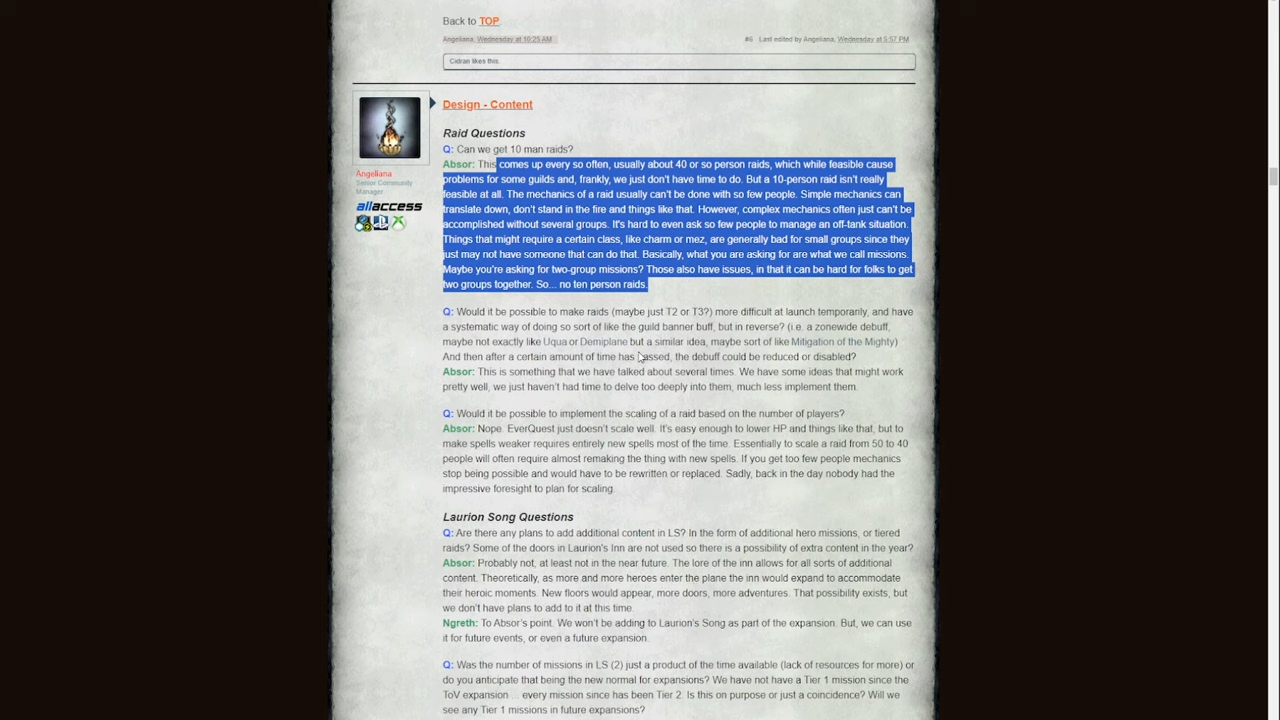 Back to TOP
Angeliana, Wednesday at 10:25 AM
#6 Last edited by Angeliana, Wednesday at 5:57 PM
Cidran likes this.
Design - Content
Raid Questions
Q: Can we get 10 man raids?
Absor: This comes up every so often, usually about 40 or so person raids, which while feasible cause
problems for some guilds and, frankly, we just don't have time to do. But a 10-person raid isn't really
feasible at all. The mechanics of a raid usually can't be done with so few people. Simple mechanics can
translate down, don't stand in the fire and things like that. However, complex mechanics often just can't be
accomplished without several groups. It's hard to even ask so few people to manage an off-tank situation.
Things that might require a certain class, like charm or mez, are generally bad for small groups since they
just may not have someone that can do that. Basically, what you are asking for are what we call missions.
Maybe you're asking for two-group missions? Those also have issues, in that it can be hard for folks to get
two groups together. So... no ten person raids.
Angeliana
Senior Community
Manager
allaccess
Q: Would it be possible to make raids (maybe just T2 or T3?) more difficult at launch temporarily, and have
a systematic way of doing so sort of like the guild banner buff, but in reverse? (i.e. a zonewide debuff,
maybe not exactly like Uqua or Demiplane but a similar idea, maybe sort of like Mitigation of the Mighty)
And then after a certain amount of time has passed, the debuff could be reduced or disabled?
Absor: This is something that we have talked about several times. We have some ideas that might work
pretty well, we just haven't had time to delve too deeply into them, much less implement them.
Q: Would it be possible to implement the scaling of a raid based on the number of players?
Absor: Nope. EverQuest just doesn't scale well. It's easy enough to lower HP and things like that, but to
make spells weaker requires entirely new spells most of the time. Essentially to scale a raid from 50 to 40
people will often require almost remaking the thing with new spells. If you get too few people mechanics
stop being possible and would have to be rewritten or replaced. Sadly, back in the day nobody had the
impressive foresight to plan for scaling.
Laurion Song Questions
Q: Are there any plans to add additional content in LS? In the form of additional hero missions, or tiered
raids? Some of the doors in Laurion's Inn are not used so there is a possibility of extra content in the year?
Absor: Probably not, at least not in the near future. The lore of the inn allows for all sorts of additional
content. Theoretically, as more and more heroes enter the plane the inn would expand to accommodate
their heroic moments. New floors would appear, more doors, more adventures. That possibility exists, but
we don't have plans to add to it at this time.
Ngreth: To Absor's point. We won't be adding to Laurion's Song as part of the expansion. But, we can use
it for future events, or even a future expansion.
Q: Was the number of missions in LS (2) just a product of the time available (lack of resources for more) or
do you anticipate that being the new normal for expansions? We have not have a Tier 1 mission since the
ToV expansion ... every mission since has been Tier 2. Is this on purpose or just a coincidence? Will we
see any Tier 1 missions in future expansions?